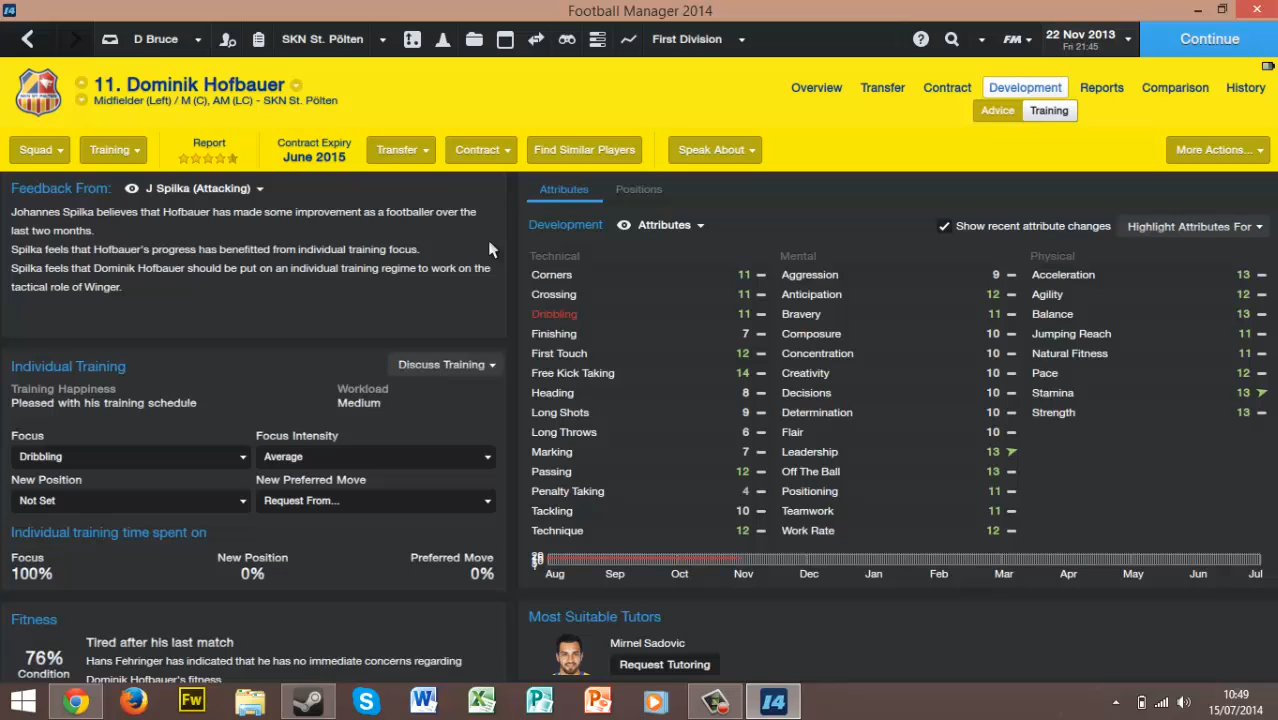 Football Manager 2014
D Bruce
SKN St. Pölten
First Division
FM
22 Nov 2013
Fri 21:45
Continue
11. Dominik Hofbauer
Midfielder (Left) / M (C), AM (LC) - SKN St. Pölten
Overview Transfer Contract Development Reports Comparison History
Advice Training
Squad Training
Report
Contract Expiry
June 2015
Transfer Contract Find Similar Players Speak About More Actions...
Feedback From: J Spilka (Attacking)
Johannes Spilka believes that Hofbauer has made some improvement as a footballer over the
last two months.
Spilka feels that Hofbauer's progress has benefitted from individual training focus.
Spilka feels that Dominik Hofbauer should be put on an individual training regime to work on the
tactical role of Winger.
Individual Training
Discuss Training
Training Happiness
Pleased with his training schedule
Workload
Medium
Focus
Dribbling
Focus Intensity
Average
New Position
Not Set
New Preferred Move
Request From...
Individual training time spent on
Focus New Position Preferred Move
100% 0% 0%
Fitness
76%
Condition
Tired after his last match
Hans Fehringer has indicated that he has no immediate concerns regarding
Dominik Hofbauer's fitness
Attributes Positions
Development Attributes
Show recent attribute changes
Highlight Attributes For
Technical
Corners 11
Crossing 11
Dribbling 11
Finishing 7
First Touch 12
Free Kick Taking 14
Heading 8
Long Shots 9
Long Throws 6
Marking 7
Passing 12
Penalty Taking 4
Tackling 10
Technique 12
Mental
Aggression 9
Anticipation 12
Bravery 11
Composure 10
Concentration 10
Creativity 10
Decisions 10
Determination 10
Flair 10
Leadership 13
Off The Ball 13
Positioning 11
Teamwork 11
Work Rate 12
Physical
Acceleration 13
Agility 12
Balance 13
Jumping Reach 11
Natural Fitness 11
Pace 12
Stamina 13
Strength 13
Aug Sep Oct Nov Dec Jan Feb Mar Apr May Jun Jul
Most Suitable Tutors
Mirnel Sadovic
Request Tutoring
10:49
15/07/2014